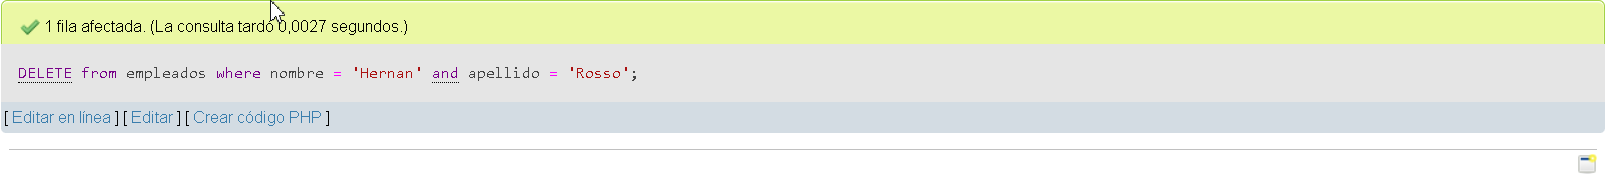 1 fila afectada. (La consulta tardó 0,0027 segundos.)
DELETE from empleados where nombre = 'Hernan' and apellido = 'Rosso';
[ Editar en línea ] [ Editar ] [ Crear código PHP ]